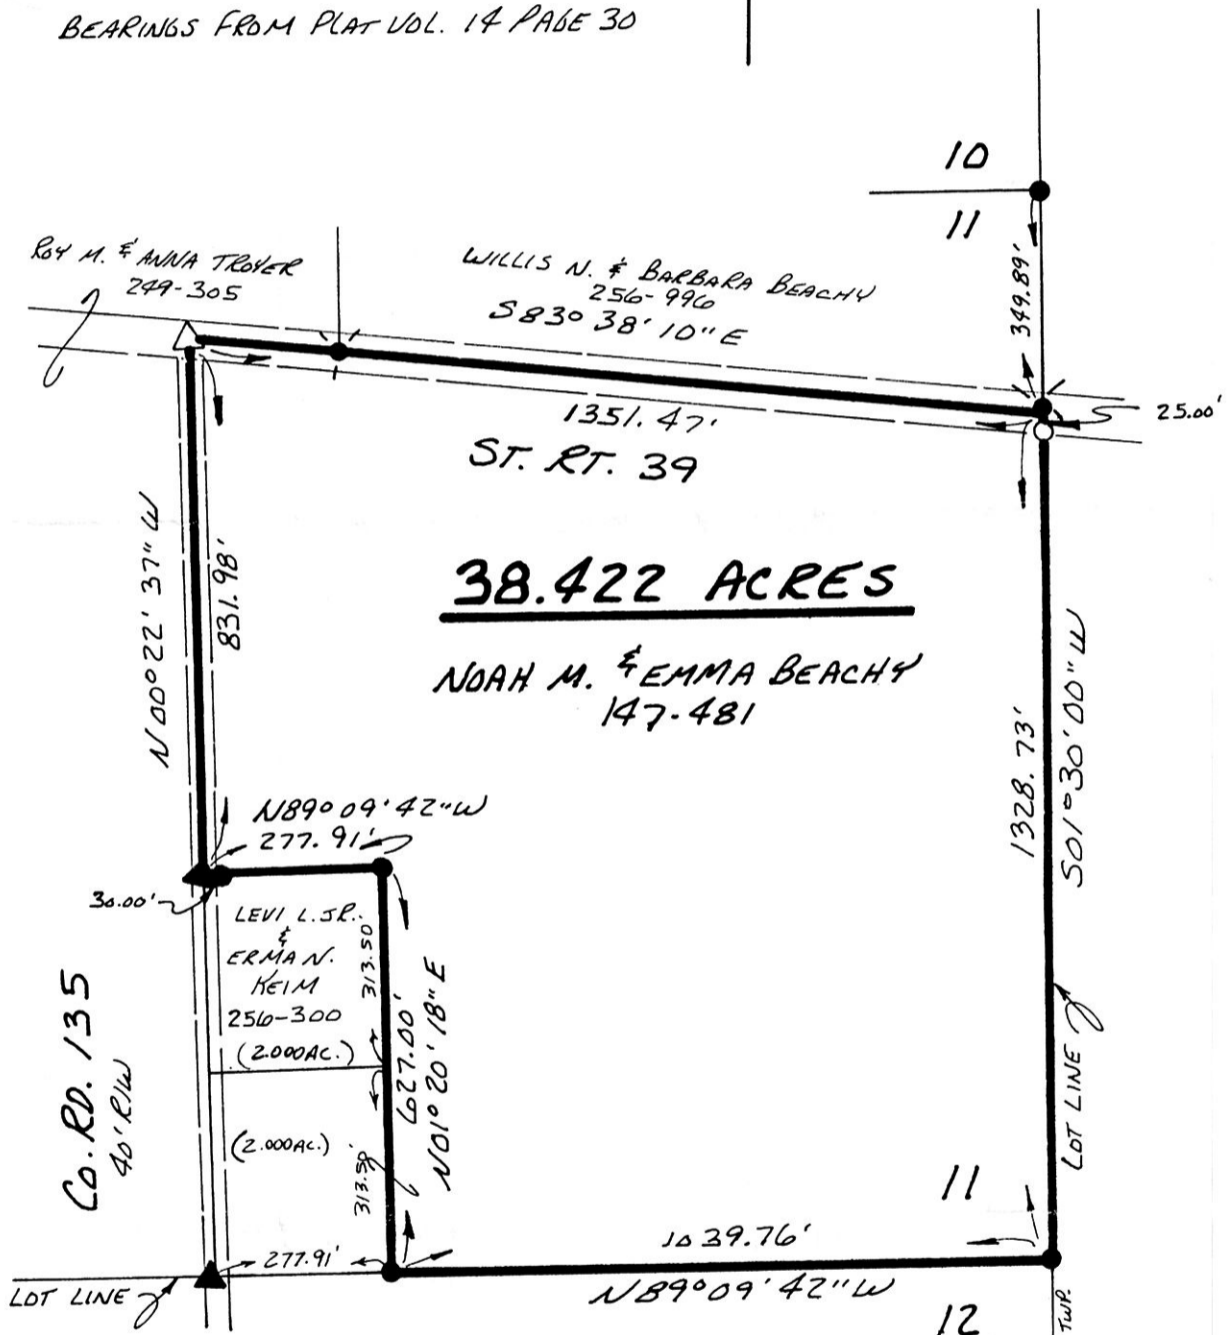 BEARINGS FROM PLAT VOL. 14 PAGE 30
10
11
349.89'
ROY M. & ANNA TROYER
249-305
WILLIS N. & BARBARA BEACHY
256-996
S83° 38' 10" E
25.00'
1351.47'
ST. RT. 39
N 00° 22' 37" W
831.98'
38.422 ACRES
NOAH M. & EMMA BEACHY
147-481
1328.73'
S01° 30' 00" W
N89° 09' 42" W
277.91'
30.00'
LEVI L. JR.
&
ERMA N.
KEIM
256-300
(2.000AC.)
313.50'
627.00'
N01° 20' 18" E
CO. RD. 135
40' R/W
(2.000AC.)
313.50'
LOT LINE
11
1039.76'
277.91'
N89° 09' 42" W
LOT LINE
12
TWP.